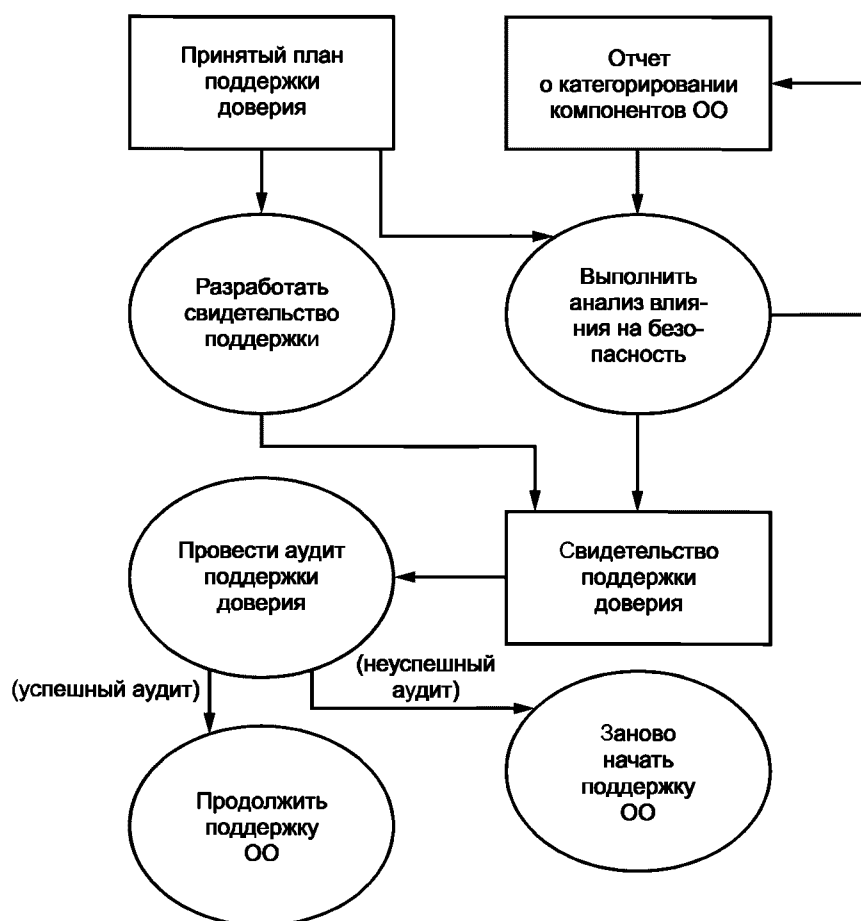 Принятый план
поддержки
доверия
Отчет
о категорировании
компонентов ОО
Разработать
свидетельство
поддержки
Выполнить
анализ влия-
ния на безо-
пасность
Провести аудит
поддержки
доверия
Свидетельство
поддержки
доверия
(успешный аудит)
(неуспешный
аудит)
Продолжить
поддержку
ОО
Заново
начать
поддержку
ОО